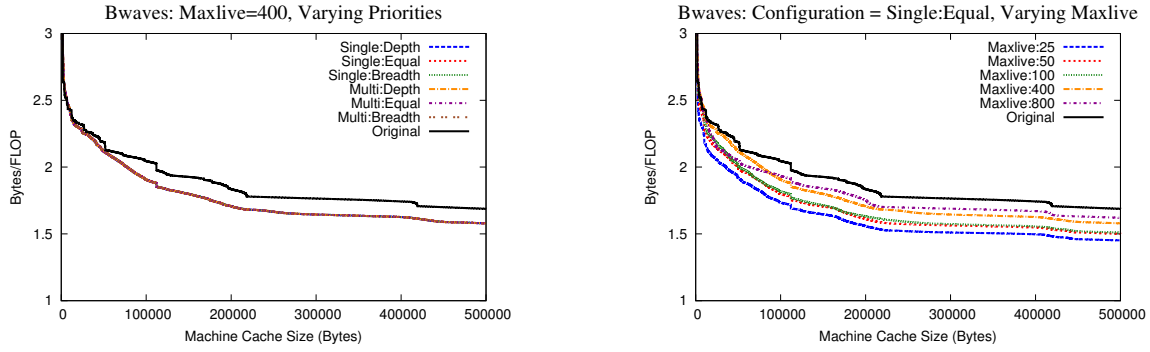 Bwaves: Maxlive=400, Varying Priorities
3
2.5
2
1.5
1
Bytes/FLOP
Single:Depth
Single:Equal
Single:Breadth
Multi:Depth
Multi:Equal
Multi:Breadth
Original
0 100000 200000 300000 400000 500000
Machine Cache Size (Bytes)
Bwaves: Configuration = Single:Equal, Varying Maxlive
3
2.5
2
1.5
1
Bytes/FLOP
Maxlive:25
Maxlive:50
Maxlive:100
Maxlive:400
Maxlive:800
Original
0 100000 200000 300000 400000 500000
Machine Cache Size (Bytes)